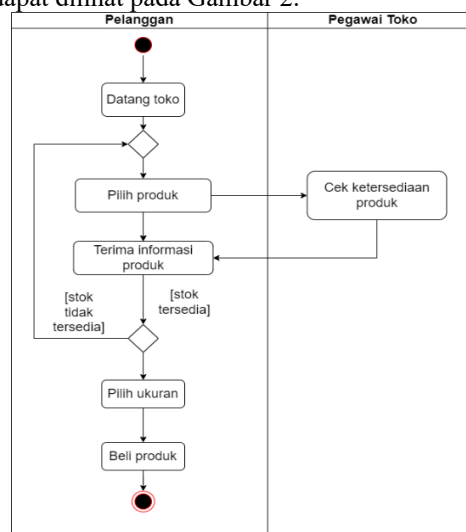 dapat dilihat pada Gambar 2.
Pelanggan
Pegawai Toko
Datang toko
Pilih produk
Cek ketersediaan
produk
Terima informasi
produk
[stok
tidak
tersedia]
[stok
tersedia]
Pilih ukuran
Beli produk